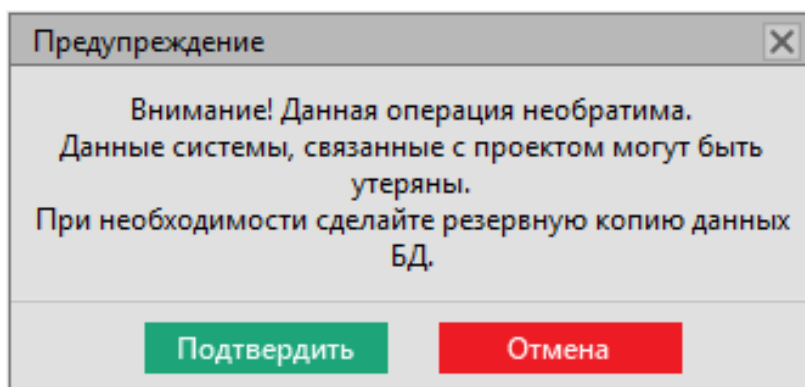 Предупреждение
Внимание! Данная операция необратима.
Данные системы, связанные с проектом могут быть
утеряны.
При необходимости сделайте резервную копию данных
БД.
Подтвердить
Отмена